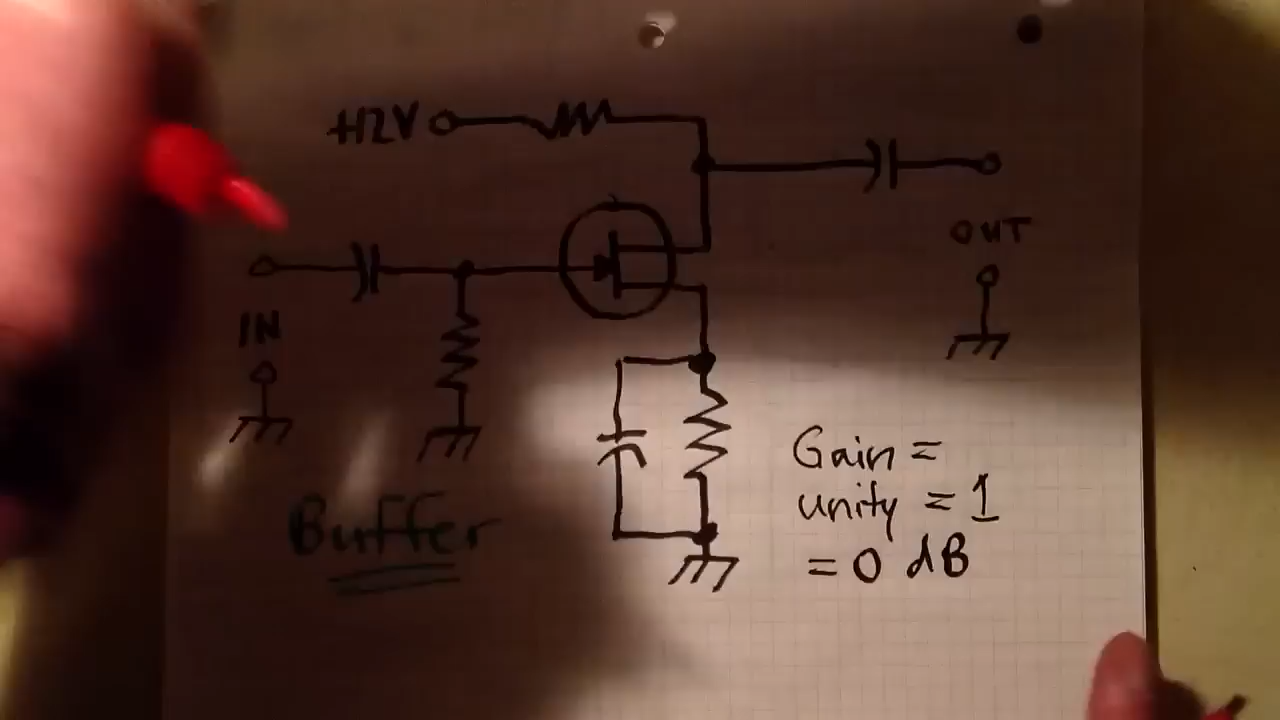 +12V
OUT
IN
Gain =
unity = 1
= 0 dB
Buffer